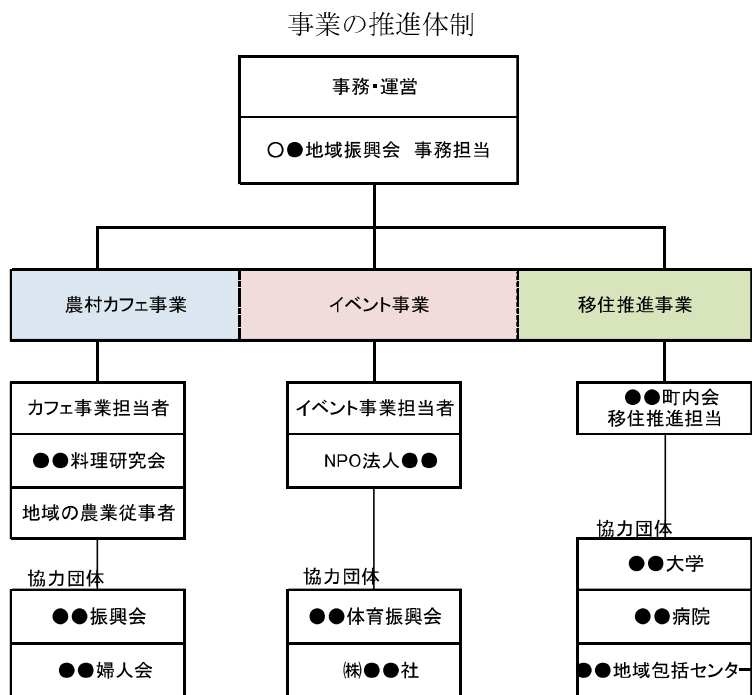 事業の推進体制
事務・運営
○●地域振興会 事務担当
農村カフェ事業
イベント事業
移住推進事業
カフェ事業担当者
●●料理研究会
地域の農業従事者
協力団体
●●振興会
●●婦人会
イベント事業担当者
NPO法人●●
協力団体
●●体育振興会
㈱●●社
●●町内会
移住推進担当
協力団体
●●大学
●●病院
●●地域包括センター